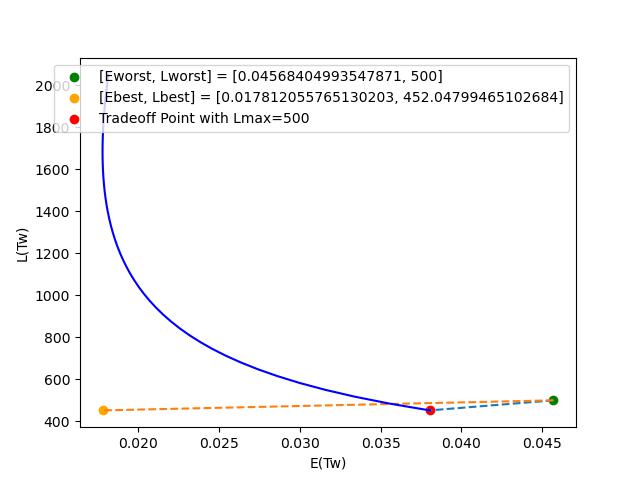 [Eworst, Lworst] = [0.04568404993547871, 500]
[Ebest, Lbest] = [0.017812055765130203, 452.04799465102684]
Tradeoff Point with Lmax=500
2000
1800
1600
1400
1200
1000
800
600
400
L(Tw)
0.020 0.025 0.030 0.035 0.040 0.045
E(Tw)